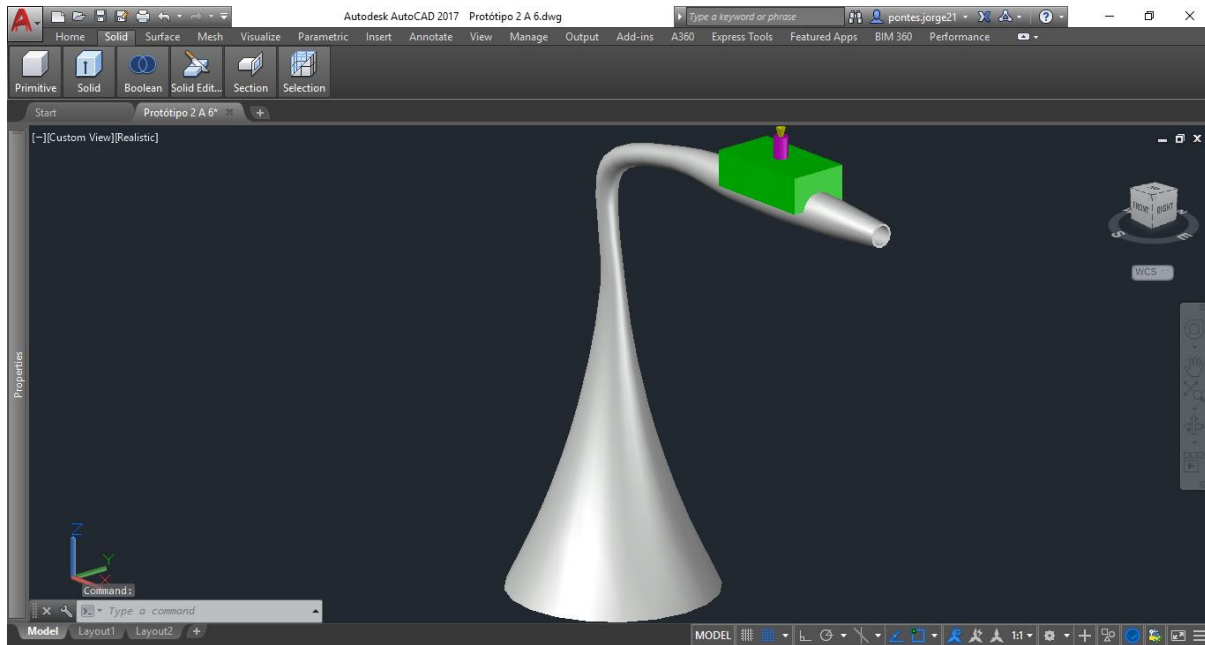 Autodesk AutoCAD 2017 Protótipo 2 A 6.dwg Type a keyword or phrase pontes.jorge21
Home Solid Surface Mesh Visualize Parametric Insert Annotate View Manage Output Add-ins A360 Express Tools Featured Apps BIM 360 Performance
Primitive Solid Boolean Solid Edit... Section Selection
Start Protótipo 2 A 6*
[−][Custom View][Realistic]
FRONT RIGHT
S E
WCS
Properties
Z
Y
X
Command:
Type a command
Model Layout1 Layout2 + MODEL 1:1